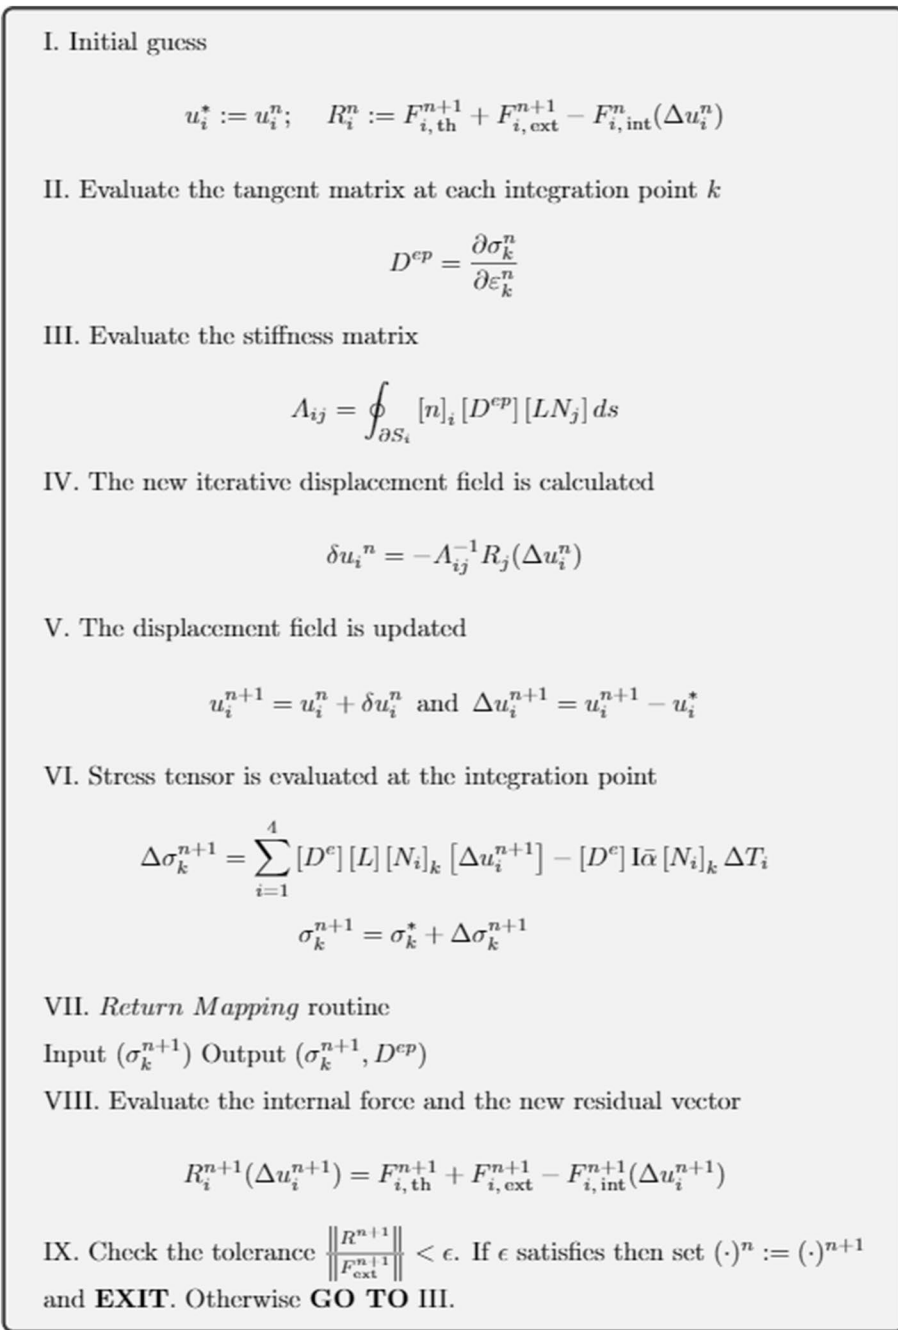 I. Initial guess
u_i^* := u_i^n; R_i^n := F_{i, th}^{n+1} + F_{i, ext}^{n+1} − F_{i, int}^n(Δu_i^n)
II. Evaluate the tangent matrix at each integration point k
D^{ep} = ∂σ_k^n / ∂ε_k^n
III. Evaluate the stiffness matrix
Λ_{ij} = ∮_{∂S_i} [n]_i [D^{ep}] [LN_j] ds
IV. The new iterative displacement field is calculated
δu_i^n = −Λ_{ij}^{−1} R_j(Δu_i^n)
V. The displacement field is updated
u_i^{n+1} = u_i^n + δu_i^n and Δu_i^{n+1} = u_i^{n+1} − u_i^*
VI. Stress tensor is evaluated at the integration point
Δσ_k^{n+1} = ∑_{i=1}^4 [D^e] [L] [N_i]_k [Δu_i^{n+1}] − [D^e] Iᾱ [N_i]_k ΔT_i
σ_k^{n+1} = σ_k^* + Δσ_k^{n+1}
VII. Return Mapping routine
Input (σ_k^{n+1}) Output (σ_k^{n+1}, D^{ep})
VIII. Evaluate the internal force and the new residual vector
R_i^{n+1}(Δu_i^{n+1}) = F_{i, th}^{n+1} + F_{i, ext}^{n+1} − F_{i, int}^{n+1}(Δu_i^{n+1})
IX. Check the tolerance ‖R^{n+1}‖ / ‖F_{ext}^{n+1}‖ < ϵ. If ϵ satisfies then set (·)^n := (·)^{n+1}
and EXIT. Otherwise GO TO III.